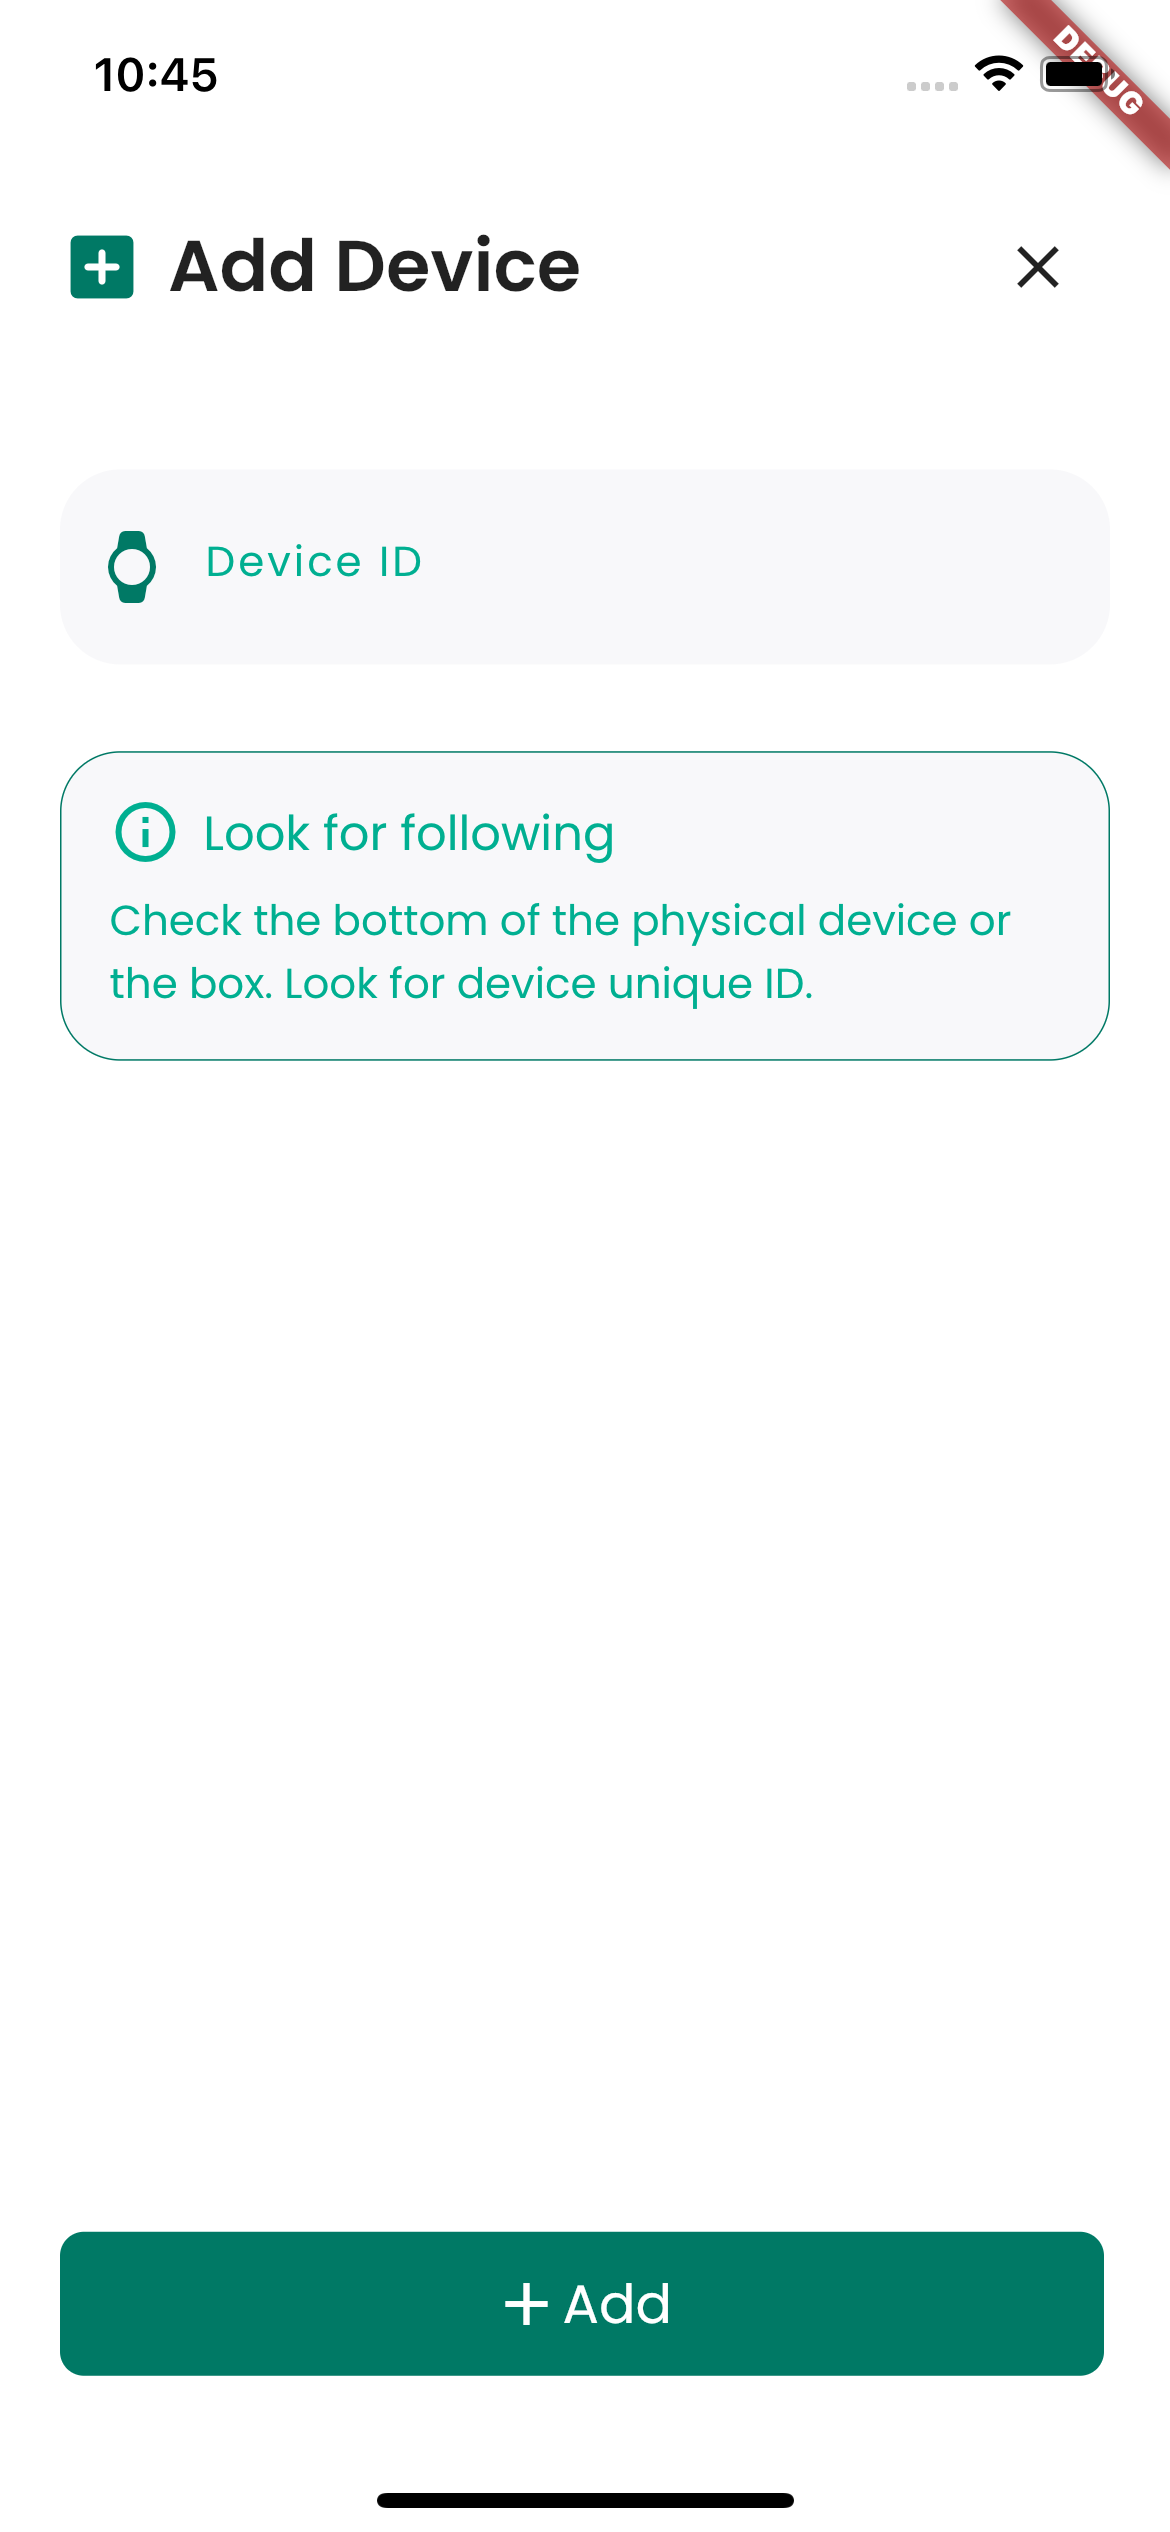 10:45
DEBUG
Add Device
Device ID
Look for following
Check the bottom of the physical device or
the box. Look for device unique ID.
Add